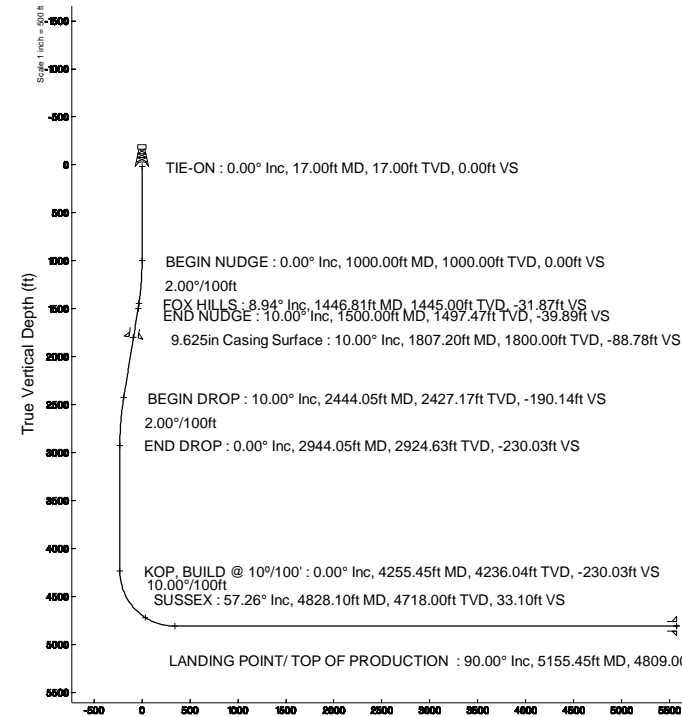 Scale 1 inch = 500 ft
True Vertical Depth (ft)
-1500
-1000
-500
0
500
1000
1500
2000
2500
3000
3500
4000
4500
5000
5500
TIE-ON : 0.00° Inc, 17.00ft MD, 17.00ft TVD, 0.00ft VS
BEGIN NUDGE : 0.00° Inc, 1000.00ft MD, 1000.00ft TVD, 0.00ft VS
2.00°/100ft
FOX HILLS : 8.94° Inc, 1446.81ft MD, 1445.00ft TVD, -31.87ft VS
END NUDGE : 10.00° Inc, 1500.00ft MD, 1497.47ft TVD, -39.89ft VS
9.625in Casing Surface : 10.00° Inc, 1807.20ft MD, 1800.00ft TVD, -88.78ft VS
BEGIN DROP : 10.00° Inc, 2444.05ft MD, 2427.17ft TVD, -190.14ft VS
2.00°/100ft
END DROP : 0.00° Inc, 2944.05ft MD, 2924.63ft TVD, -230.03ft VS
KOP, BUILD @ 10º/100' : 0.00° Inc, 4255.45ft MD, 4236.04ft TVD, -230.03ft VS
10.00°/100ft
SUSSEX : 57.26° Inc, 4828.10ft MD, 4718.00ft TVD, 33.10ft VS
LANDING POINT/ TOP OF PRODUCTION : 90.00° Inc, 5155.45ft MD, 4809.00
-500 0 500 1000 1500 2000 2500 3000 3500 4000 4500 5000 5500